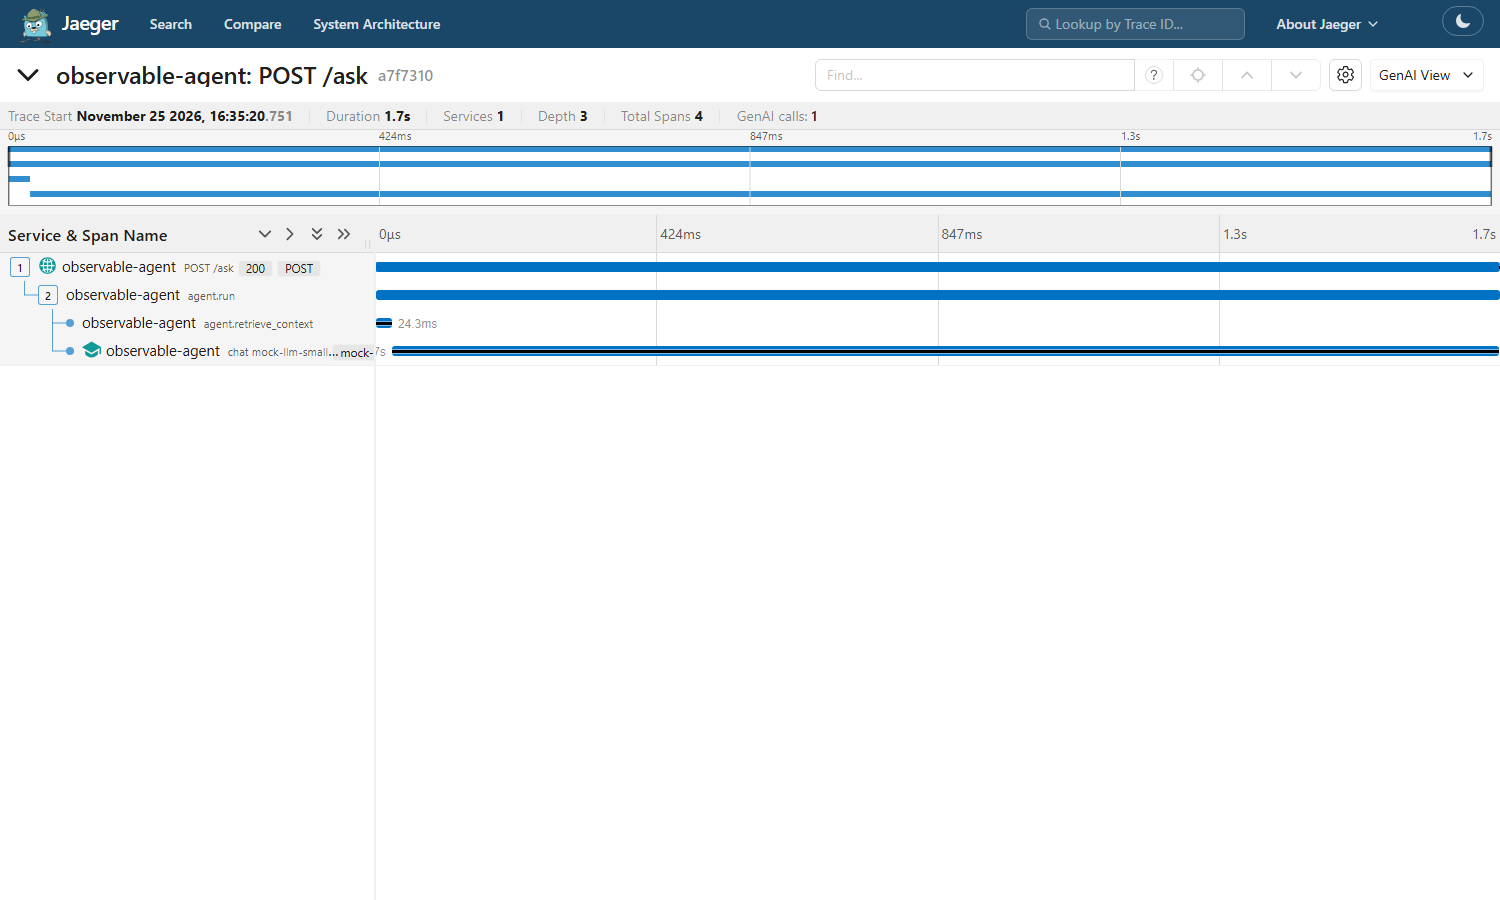 Jaeger Search Compare System Architecture Lookup by Trace ID... About Jaeger
observable-agent: POST /ask a7f7310 Find... ? GenAI View
Trace Start November 25 2026, 16:35:20.751 Duration 1.7s Services 1 Depth 3 Total Spans 4 GenAI calls: 1
0μs 424ms 847ms 1.3s 1.7s
Service & Span Name 0μs 424ms 847ms 1.3s 1.7s
1 observable-agent POST /ask 200 POST
2 observable-agent agent.run
observable-agent agent.retrieve_context 24.3ms
observable-agent chat mock-llm-small... mock- 7s